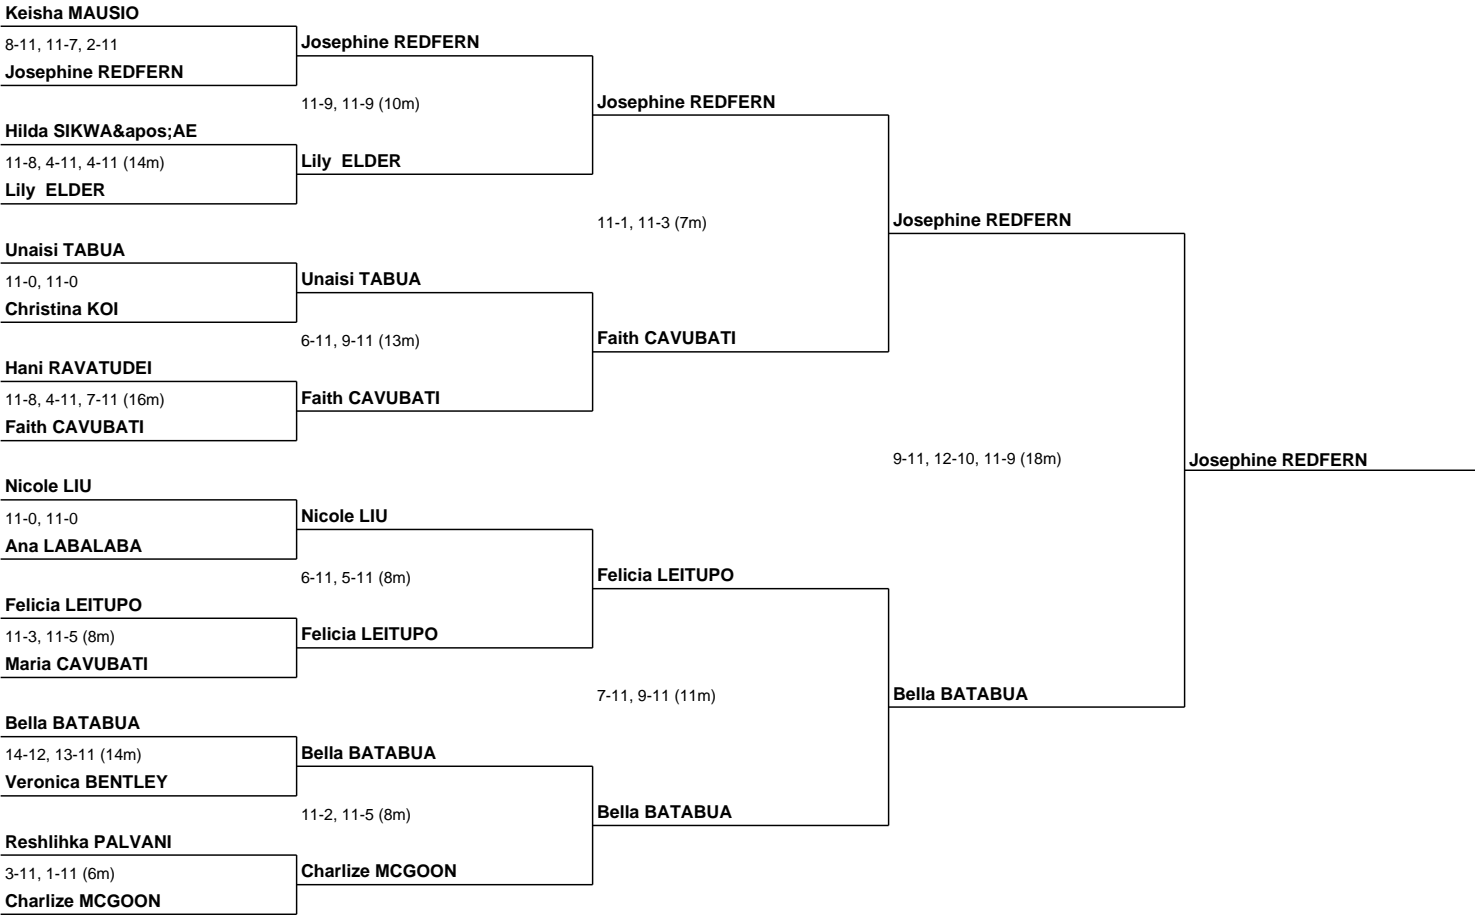 Keisha MAUSIO
8-11, 11-7, 2-11
Josephine REDFERN
Hilda SIKWA&apos;AE
11-8, 4-11, 4-11 (14m)
Lily  ELDER
Unaisi TABUA
11-0, 11-0
Christina KOI
Hani RAVATUDEI
11-8, 4-11, 7-11 (16m)
Faith CAVUBATI
Nicole LIU
11-0, 11-0
Ana LABALABA
Felicia LEITUPO
11-3, 11-5 (8m)
Maria CAVUBATI
Bella BATABUA
14-12, 13-11 (14m)
Veronica BENTLEY
Reshlihka PALVANI
3-11, 1-11 (6m)
Charlize MCGOON
Josephine REDFERN
11-9, 11-9 (10m)
Lily  ELDER
Unaisi TABUA
6-11, 9-11 (13m)
Faith CAVUBATI
Nicole LIU
6-11, 5-11 (8m)
Felicia LEITUPO
Bella BATABUA
11-2, 11-5 (8m)
Charlize MCGOON
Josephine REDFERN
11-1, 11-3 (7m)
Faith CAVUBATI
Felicia LEITUPO
7-11, 9-11 (11m)
Bella BATABUA
Josephine REDFERN
9-11, 12-10, 11-9 (18m)
Bella BATABUA
Josephine REDFERN